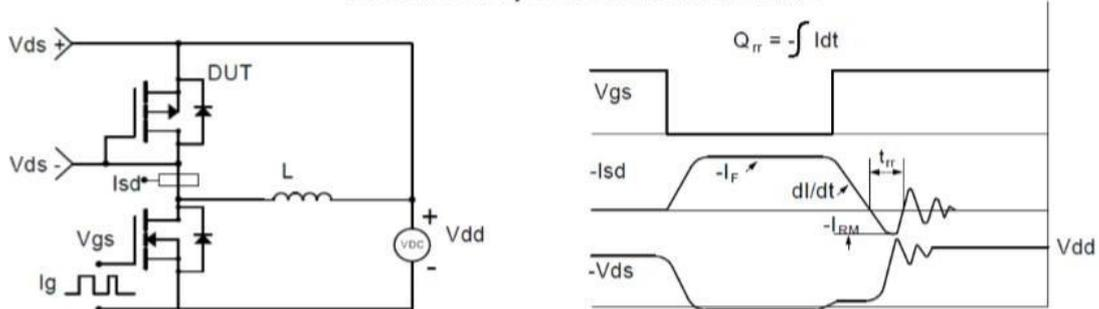 Vds +
DUT
Vds -
Isd
L
Vgs
Ig
VDC
+
-
Vdd
Qrr = -∫ Idt
Vgs
-Isd
-IF
dI/dt
trr
-IRM
-Vds
Vdd